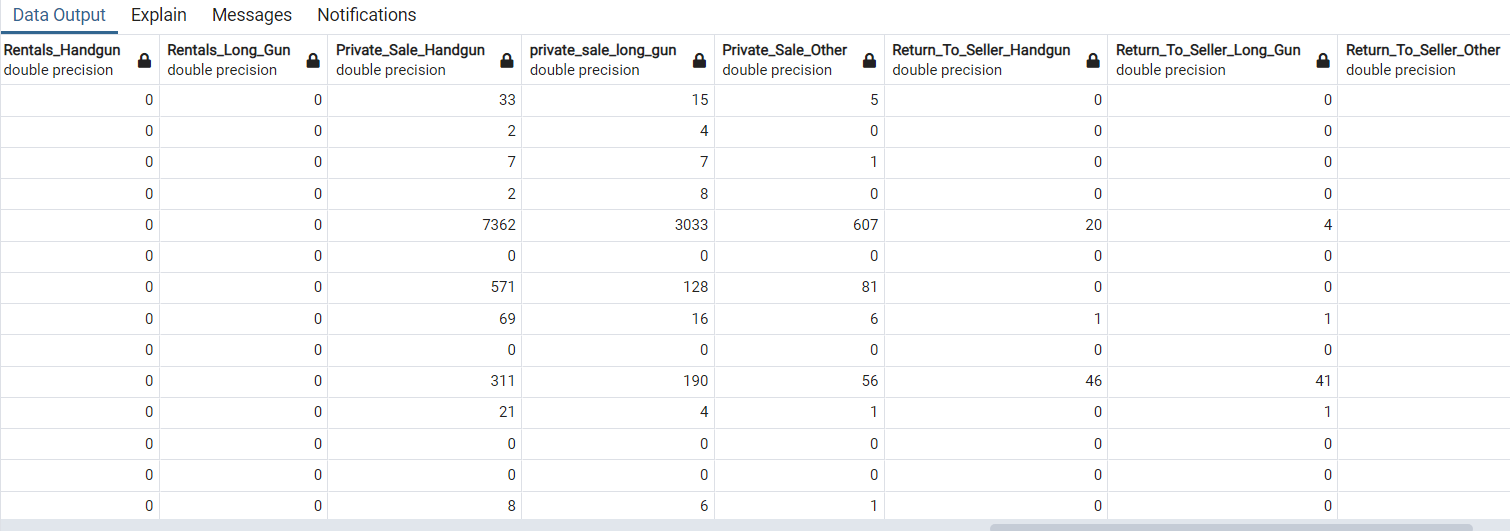 Data Output Explain Messages Notifications
Rentals_Handgun Rentals_Long_Gun Private_Sale_Handgun private_sale_long_gun Private_Sale_Other Return_To_Seller_Handgun Return_To_Seller_Long_Gun Return_To_Seller_Other
double precision double precision double precision double precision double precision double precision double precision double precision
0 0 33 15 5 0 0
0 0 2 4 0 0 0
0 0 7 7 1 0 0
0 0 2 8 0 0 0
0 0 7362 3033 607 20 4
0 0 0 0 0 0 0
0 0 571 128 81 0 0
0 0 69 16 6 1 1
0 0 0 0 0 0 0
0 0 311 190 56 46 41
0 0 21 4 1 0 1
0 0 0 0 0 0 0
0 0 0 0 0 0 0
0 0 8 6 1 0 0